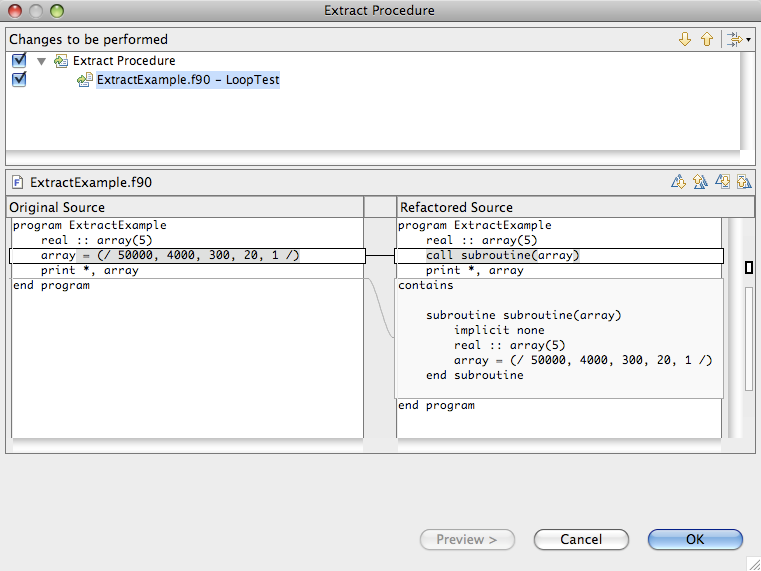 Extract Procedure
Changes to be performed
Extract Procedure
ExtractExample.f90 – LoopTest
F ExtractExample.f90
Original Source
program ExtractExample
real :: array(5)
array = (/ 50000, 4000, 300, 20, 1 /)
print *, array
end program
Refactored Source
program ExtractExample
real :: array(5)
call subroutine(array)
print *, array
contains
subroutine subroutine(array)
implicit none
real :: array(5)
array = (/ 50000, 4000, 300, 20, 1 /)
end subroutine
end program
Preview >
Cancel
OK